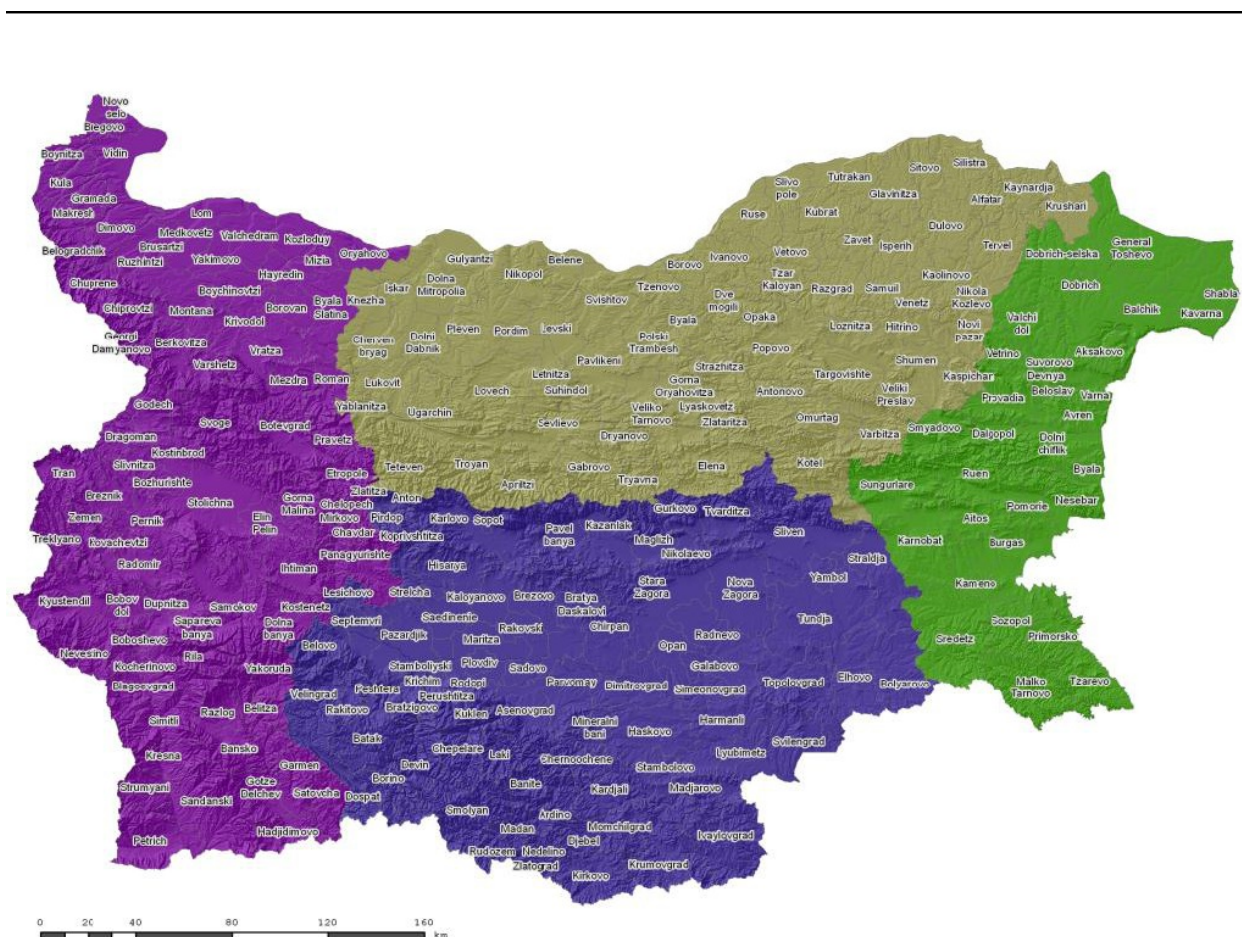 Novo
selo
Biegovo
Boynitza
Vidin
Kula
Gramada
Makresh
Dimovo
Lom
Medkovetz
Valchedram
Kozloduy
Brusartzi
Belogradchik
Ruzhintzi
Yakimovo
Mizia
Oryahovo
Hayredin
Chuprene
Boychinovtzi
Chiprovtzi
Montana
Borovan
Byala
Slatina
Krivodol
Georgi
Damyanovo
Berkovitza
Vratza
Varshetz
Mezdra
Roman
Godech
Svoge
Botevgrad
Pravetz
Dragoman
Kostinbrod
Slivnitza
Tran
Bozhurishte
Etropole
Breznik
Stolichna
Gorna
Malina
Zlatitza
Anton
Chelopech
Zemen
Pernik
Elin
Pelin
Mirkovo
Pirdop
Chavdar
Koprivshtitza
Treklyano
Kovachevtzi
Radomir
Ihtiman
Panagyurishte
Kyustendil
Bobov
dol
Dupnitza
Samokov
Kostenetz
Lesichovo
Sapareva
banya
Dolna
banya
Boboshevo
Nevestino
Rila
Kocherinovo
Yakoruda
Blagoevgrad
Simitli
Razlog
Belitza
Kresna
Bansko
Garmen
Strumyani
Sandanski
Gotze
Delchev
Satovcha
Petrich
Hadjidimovo
Gulyantzi
Dolna
Mitropolia
Iskar
Knezha
Nikopol
Belene
Svishtov
Tzenovo
Borovo
Ivanovo
Ruse
Slivo
pole
Tutrakan
Kubrat
Glavinitza
Sitovo
Silistra
Alfatar
Kaynardja
Krushari
Dulovo
Zavet
Isperih
Tervel
Vetovo
Tzar
Kaloyan
Razgrad
Samuil
Kaolinovo
Nikola
Kozlevo
Venetz
Dve
mogili
Byala
Opaka
Loznitza
Hitrino
Novi
pazar
Cherven
bryag
Dolni
Dabnik
Pleven
Pordim
Levski
Polski
Trambesh
Popovo
Shumen
Kaspichan
Pavlikeni
Strazhitza
Targovishte
Lukovit
Lovech
Letnitza
Suhindol
Gorna
Oryahovitza
Antonovo
Veliki
Preslav
Yablanitza
Ugarchin
Sevlievo
Veliko
Tarnovo
Lyaskovetz
Zlataritza
Omurtag
Varbitza
Dryanovo
Teteven
Troyan
Apriltzi
Gabrovo
Tryavna
Elena
Kotel
Dobrich-selska
General
Toshevo
Dobrich
Shabla
Balchik
Kavarna
Valchi
dol
Vetrino
Suvorovo
Aksakovo
Devnya
Beloslav
Varna
Provadia
Avren
Smyadovo
Dalgopol
Dolni
chiflik
Sungurlare
Ruen
Byala
Nesebar
Pomorie
Aitos
Karnobat
Burgas
Kameno
Sozopol
Sredetz
Primorsko
Malko
Tarnovo
Tzarevo
Karlovo
Sopot
Pavel
banya
Kazanlak
Gurkovo
Tvarditza
Maglizh
Nikolaevo
Sliven
Straldja
Hisarya
Yambol
Strelcha
Kaloyanovo
Brezovo
Bratya
Daskalovi
Stara
Zagora
Nova
Zagora
Septemvri
Saedinenie
Rakovski
Chirpan
Tundja
Pazardjik
Maritza
Radnevo
Opan
Belovo
Stamboliyski
Plovdiv
Sadovo
Galabovo
Krichim
Rodopi
Parvomay
Dimitrovgrad
Simeonovgrad
Topolovgrad
Elhovo
Bolyarovo
Velingrad
Peshtera
Perushtitza
Rakitovo
Bratzigovo
Kuklen
Asenovgrad
Mineralni
bani
Haskovo
Harmanli
Svilengrad
Batak
Chepelare
Laki
Chernoochene
Lyubimetz
Stambolovo
Devin
Borino
Dospat
Banite
Kardjali
Madjarovo
Smolyan
Ardino
Madan
Momchilgrad
Djebel
Ivaylovgrad
Rudozem
Nedelino
Zlatograd
Kirkovo
Krumovgrad
0 20 40 80 120 160
km